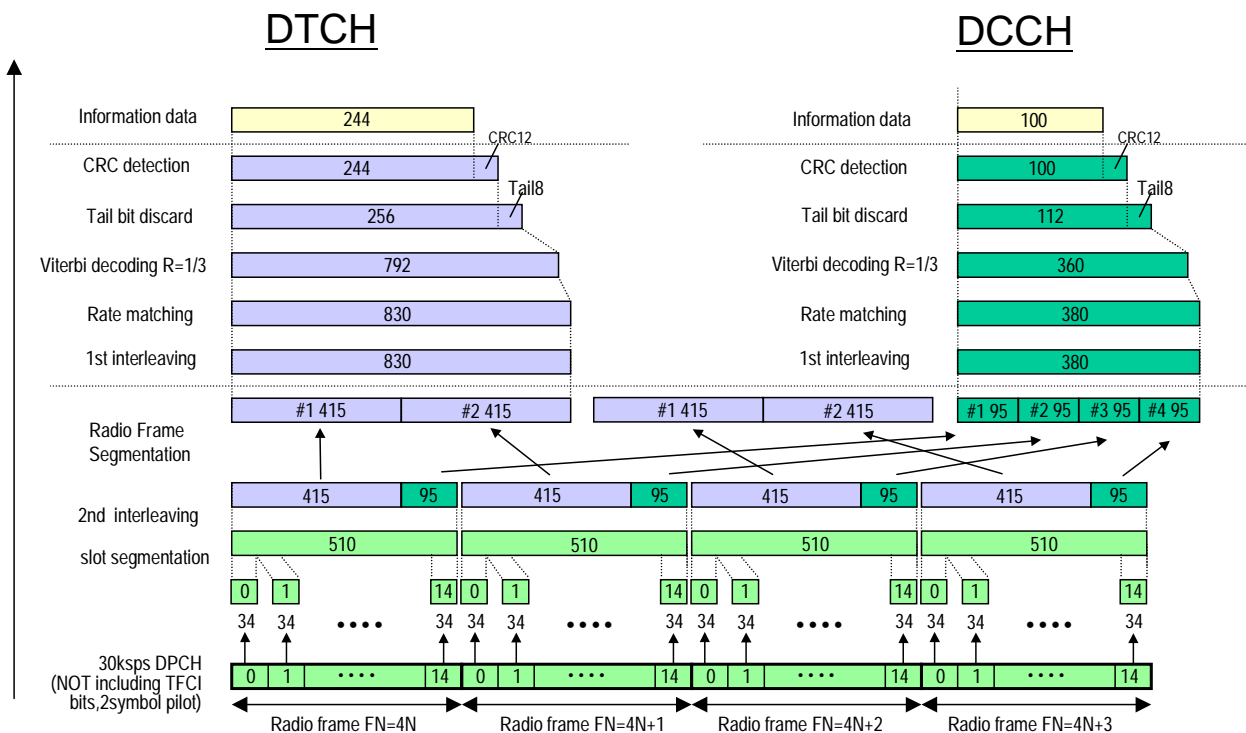 DTCH DCCH
Information data 244 Information data 100
CRC12 CRC12
CRC detection 244 CRC detection 100
Tail8 Tail8
Tail bit discard 256 Tail bit discard 112
Viterbi decoding R=1/3 792 Viterbi decoding R=1/3 360
Rate matching 830 Rate matching 380
1st interleaving 830 1st interleaving 380
#1 415 #2 415 #1 415 #2 415 #1 95 #2 95 #3 95 #4 95
Radio Frame
Segmentation
415 95 415 95 415 95 415 95
2nd interleaving
510 510 510 510
slot segmentation
0 1 14 0 1 14 0 1 14 0 1 14
34 34 •••• 34 34 34 •••• 34 34 34 •••• 34 34 34 •••• 34
30ksps DPCH
(NOT including TFCI
bits,2symbol pilot)
0 1 •••• 14 0 1 •••• 14 0 1 •••• 14 0 1 •••• 14
Radio frame FN=4N Radio frame FN=4N+1 Radio frame FN=4N+2 Radio frame FN=4N+3